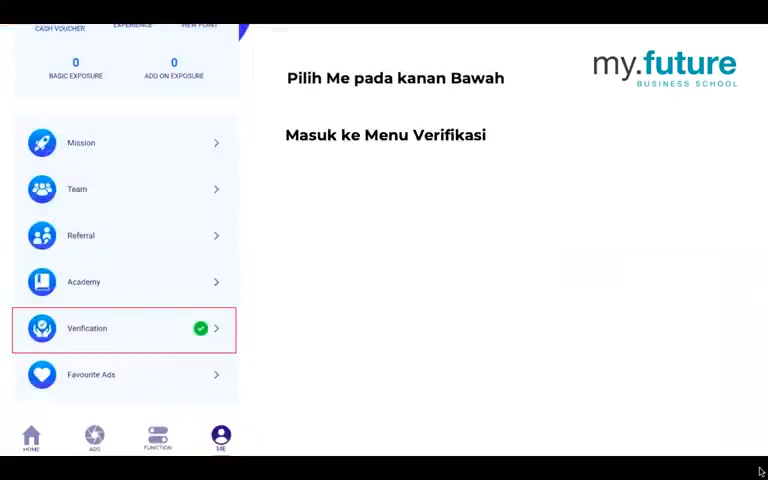 CASH VOUCHER
EXPERIENCE
VIEW POINT
0
BASIC EXPOSURE
0
ADD ON EXPOSURE
Mission
Team
Referral
Academy
Verification
Favourite Ads
HOME
ADS
FUNCTION
ME
Pilih Me pada kanan Bawah
Masuk ke Menu Verifikasi
my.future
BUSINESS SCHOOL